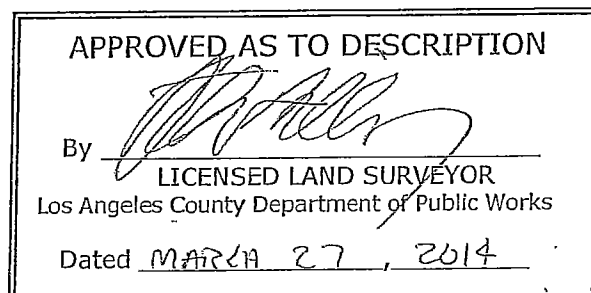 APPROVED AS TO DESCRIPTION
By
LICENSED LAND SURVEYOR
Los Angeles County Department of Public Works
Dated MARCH 27, 2014